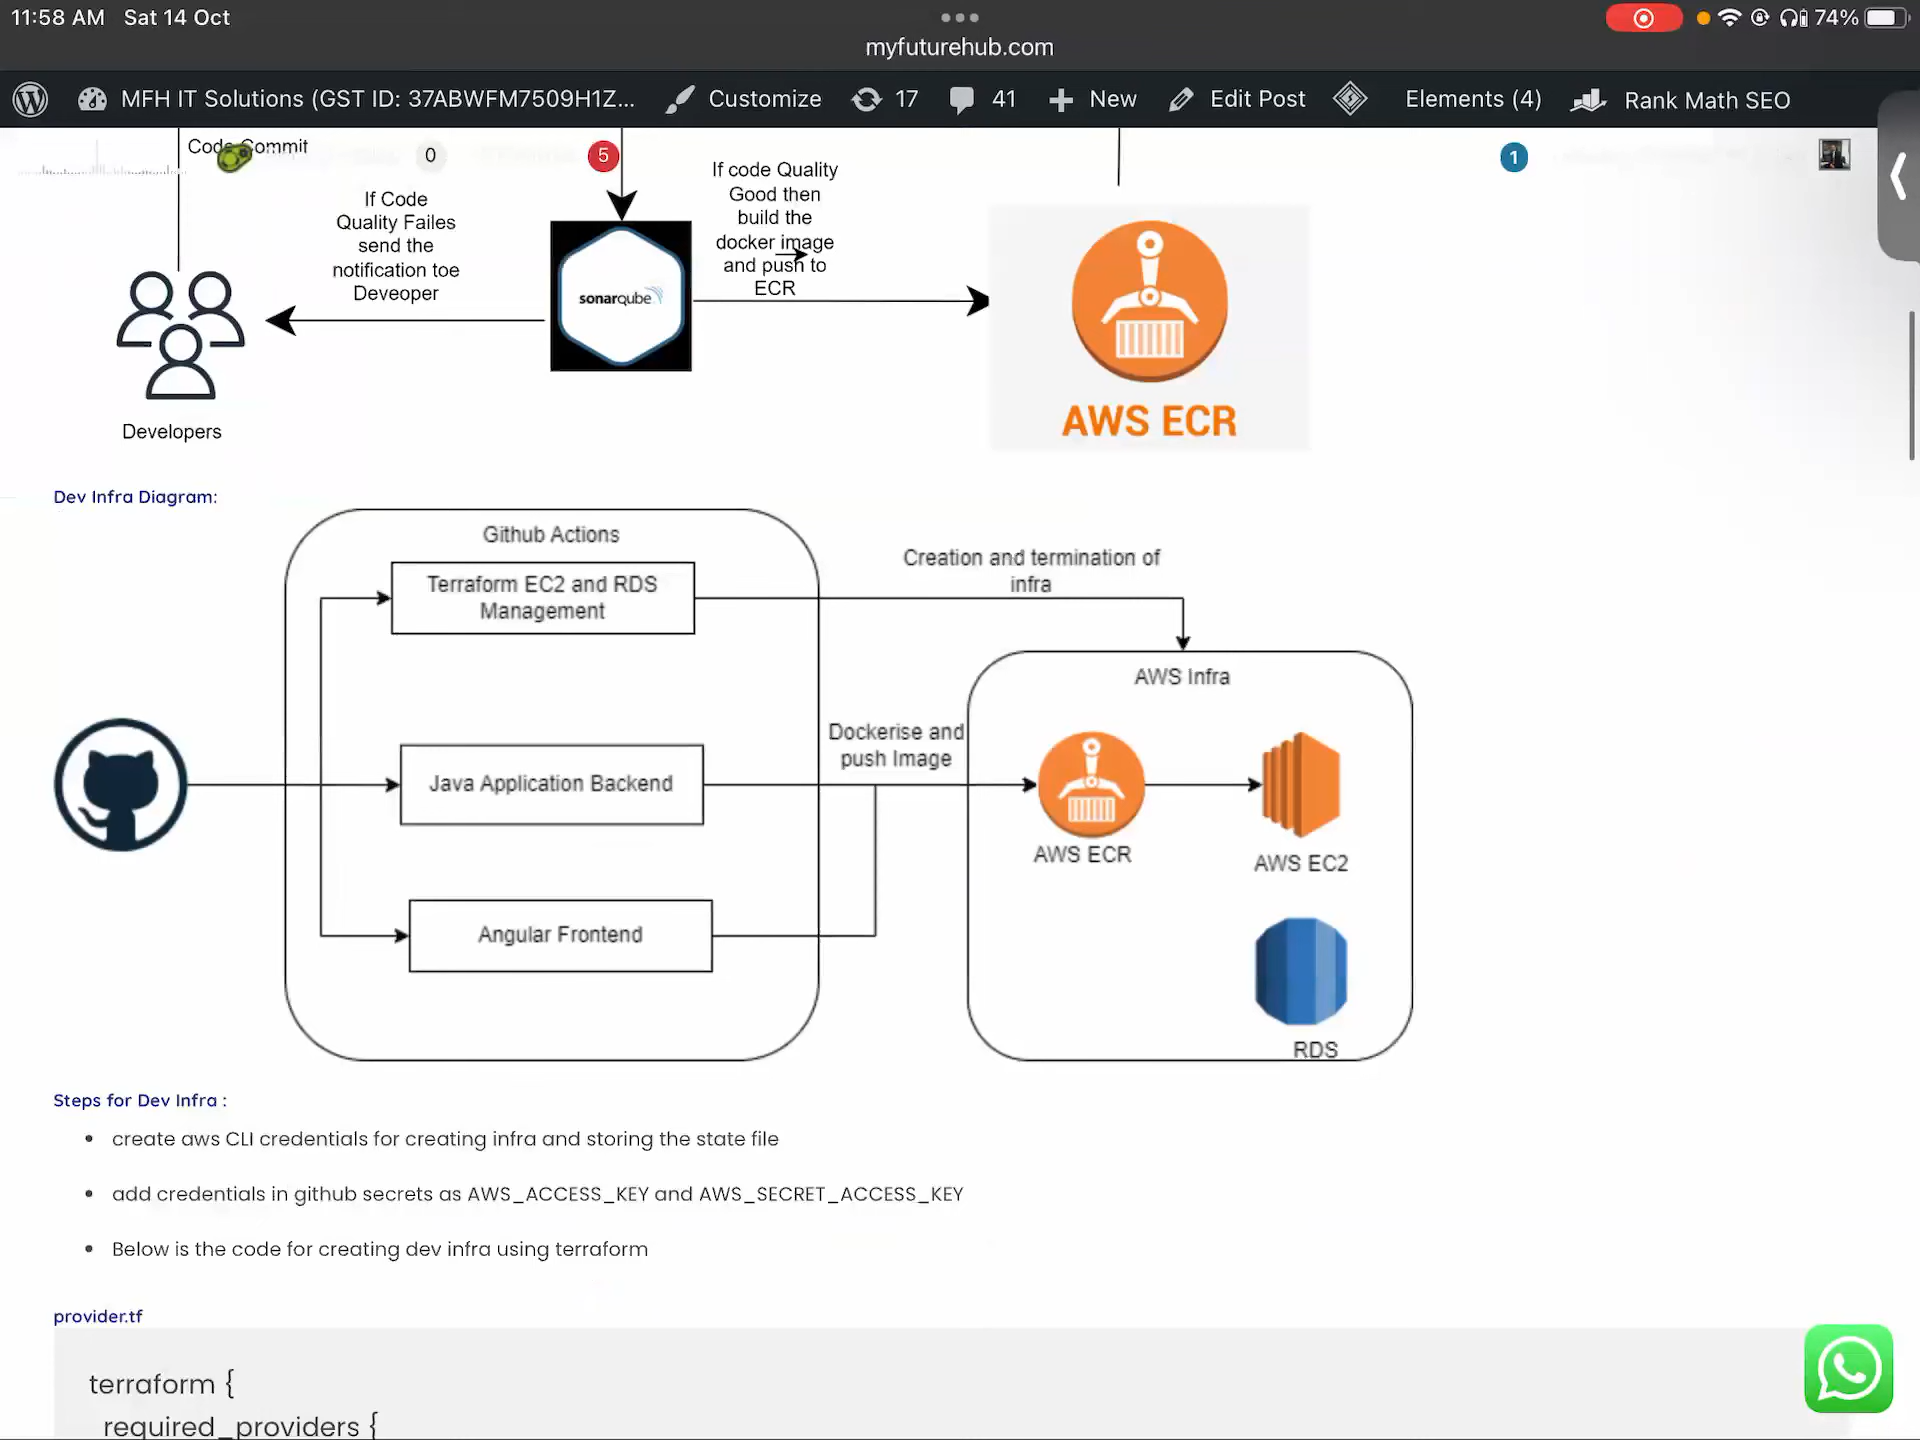 11:58 AM Sat 14 Oct
74%
myfuturehub.com
MFH IT Solutions (GST ID: 37ABWFM7509H1Z... Customize 17 41 New Edit Post Elements (4) Rank Math SEO
Code Commit
0
5
1
If Code
Quality Failes
send the
notification toe
Deveoper
sonarqube
If code Quality
Good then
build the
docker image
and push to
ECR
AWS ECR
Developers
Dev Infra Diagram:
Github Actions
Terraform EC2 and RDS
Management
Creation and termination of
infra
AWS Infra
Java Application Backend
Dockerise and
push Image
AWS ECR
AWS EC2
Angular Frontend
RDS
Steps for Dev Infra :
• create aws CLI credentials for creating infra and storing the state file
• add credentials in github secrets as AWS_ACCESS_KEY and AWS_SECRET_ACCESS_KEY
• Below is the code for creating dev infra using terraform
provider.tf
terraform {
required_providers {